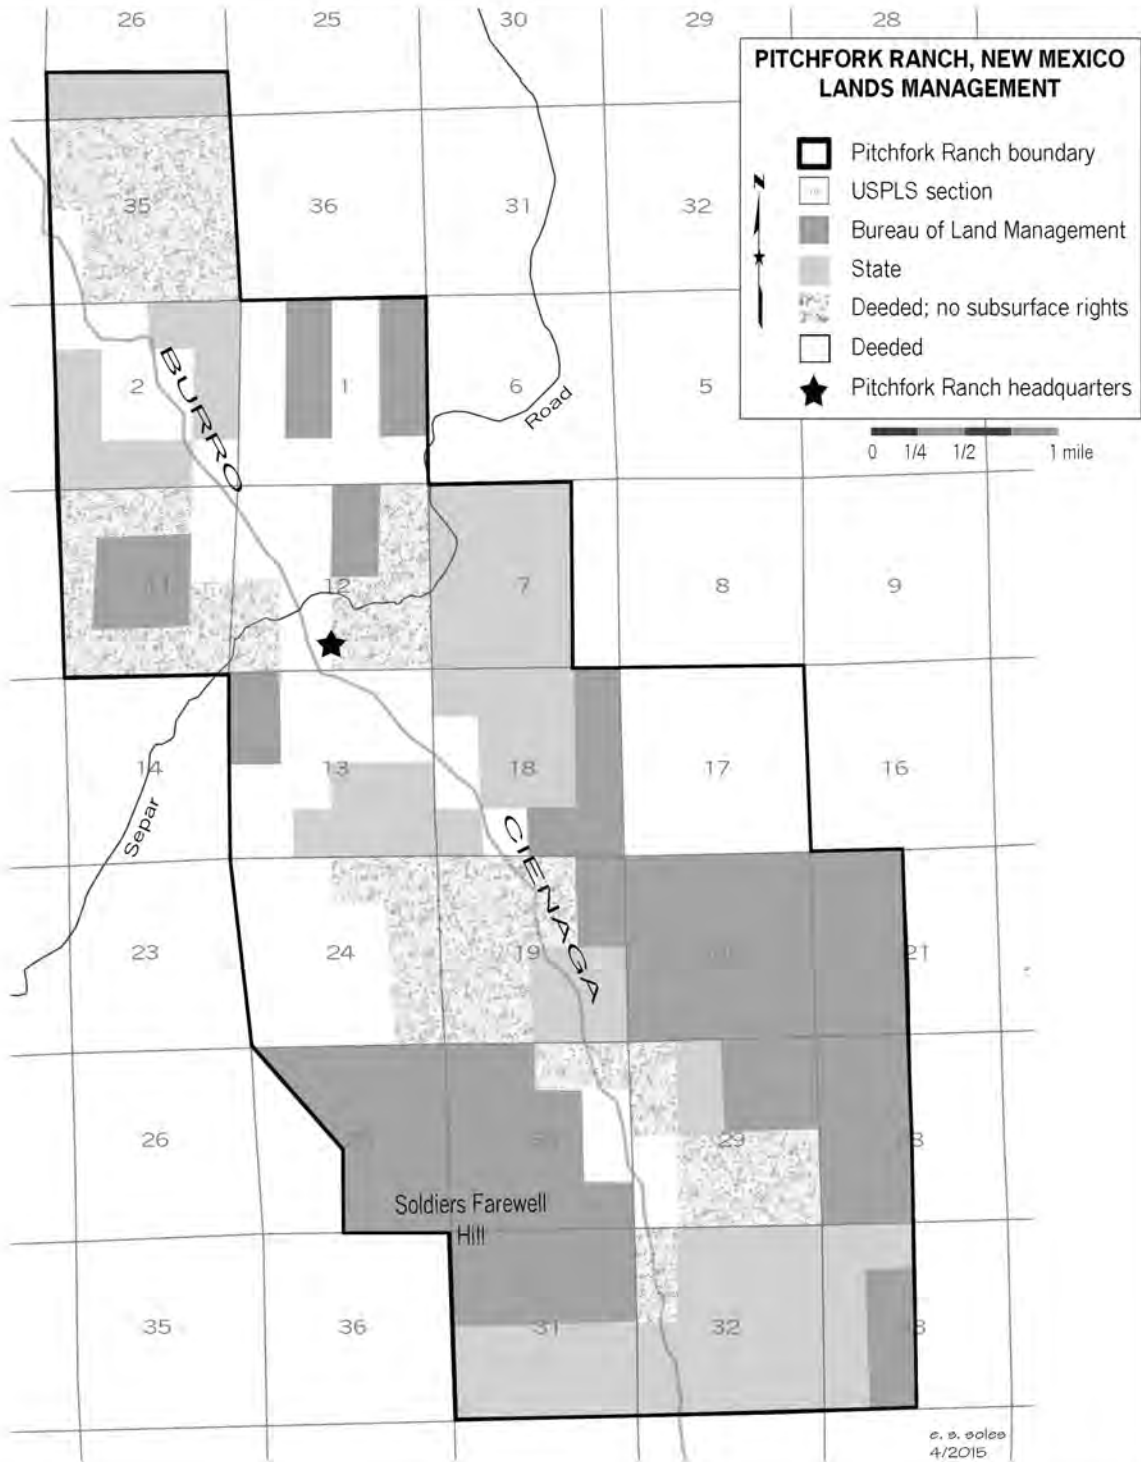 26 25 30 29 28
PITCHFORK RANCH, NEW MEXICO
LANDS MANAGEMENT
Pitchfork Ranch boundary
USPLS section
Bureau of Land Management
State
Deeded; no subsurface rights
Deeded
Pitchfork Ranch headquarters
0 1/4 1/2 1 mile
35 36 31 32
2 1 6 5
BURRO
Road
11 12 7 8 9
14 13 18 17 16
Separ
CIENAGA
23 24 19 21
26 29
Soldiers Farewell
Hill
35 36 31 32
e. s. soles
4/2015